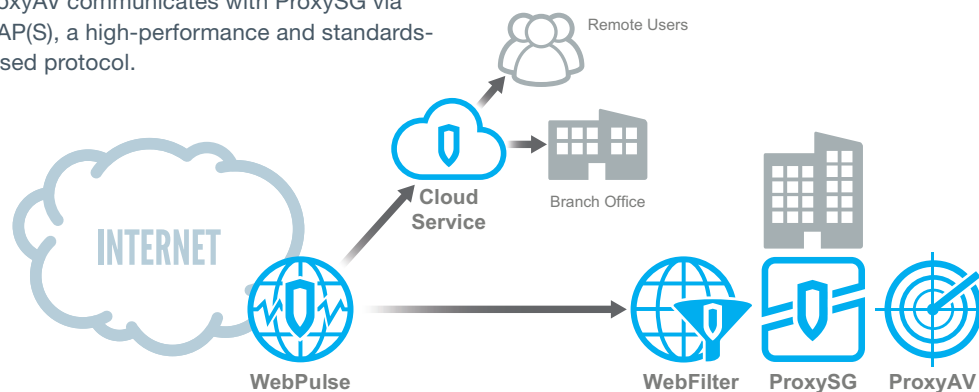 oxyAV communicates with ProxySG via
AP(S), a high-performance and standards-
sed protocol.
Remote Users
Cloud
Service
Branch Office
INTERNET
WebPulse
WebFilter
ProxySG
ProxyAV